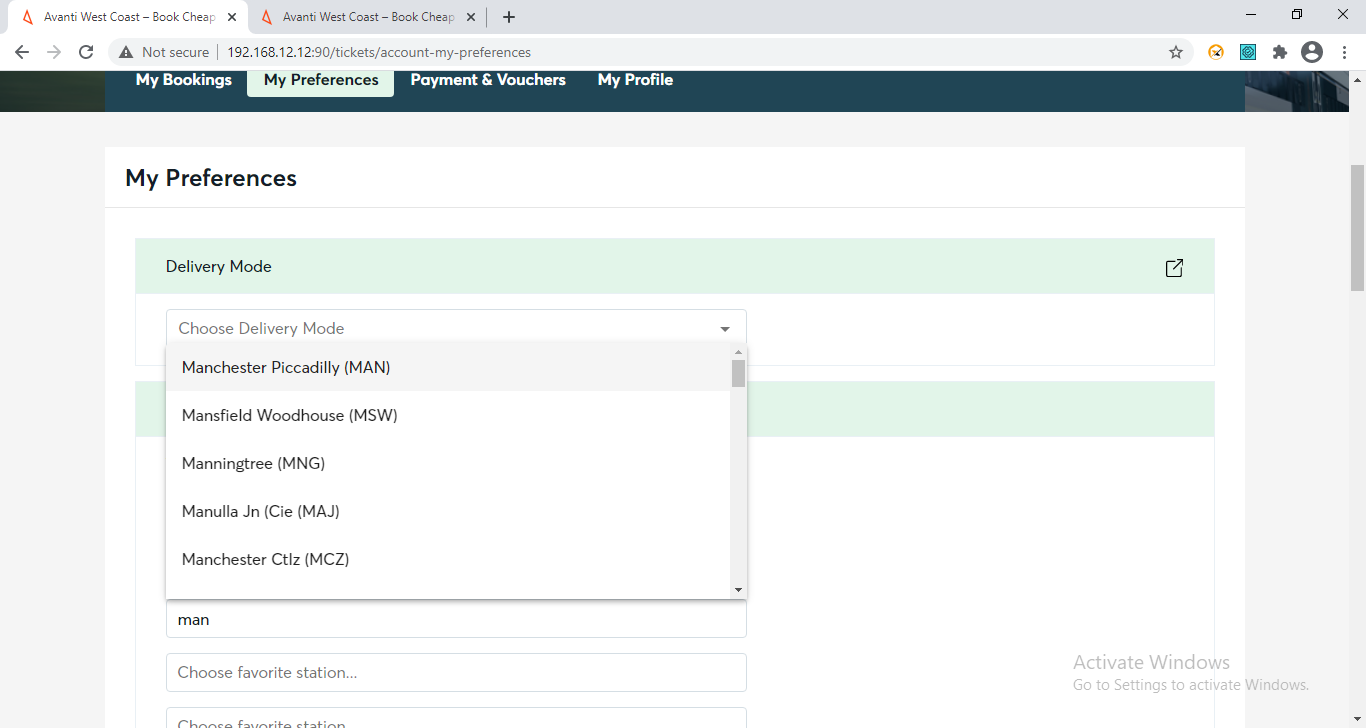 Avanti West Coast – Book Cheap
Avanti West Coast – Book Cheap
Not secure
192.168.12.12:90/tickets/account-my-preferences
My Bookings
My Preferences
Payment & Vouchers
My Profile
My Preferences
Delivery Mode
Choose Delivery Mode
Manchester Piccadilly (MAN)
Mansfield Woodhouse (MSW)
Manningtree (MNG)
Manulla Jn (Cie (MAJ)
Manchester Ctlz (MCZ)
man
Choose favorite station...
Choose favorite station
Activate Windows
Go to Settings to activate Windows.